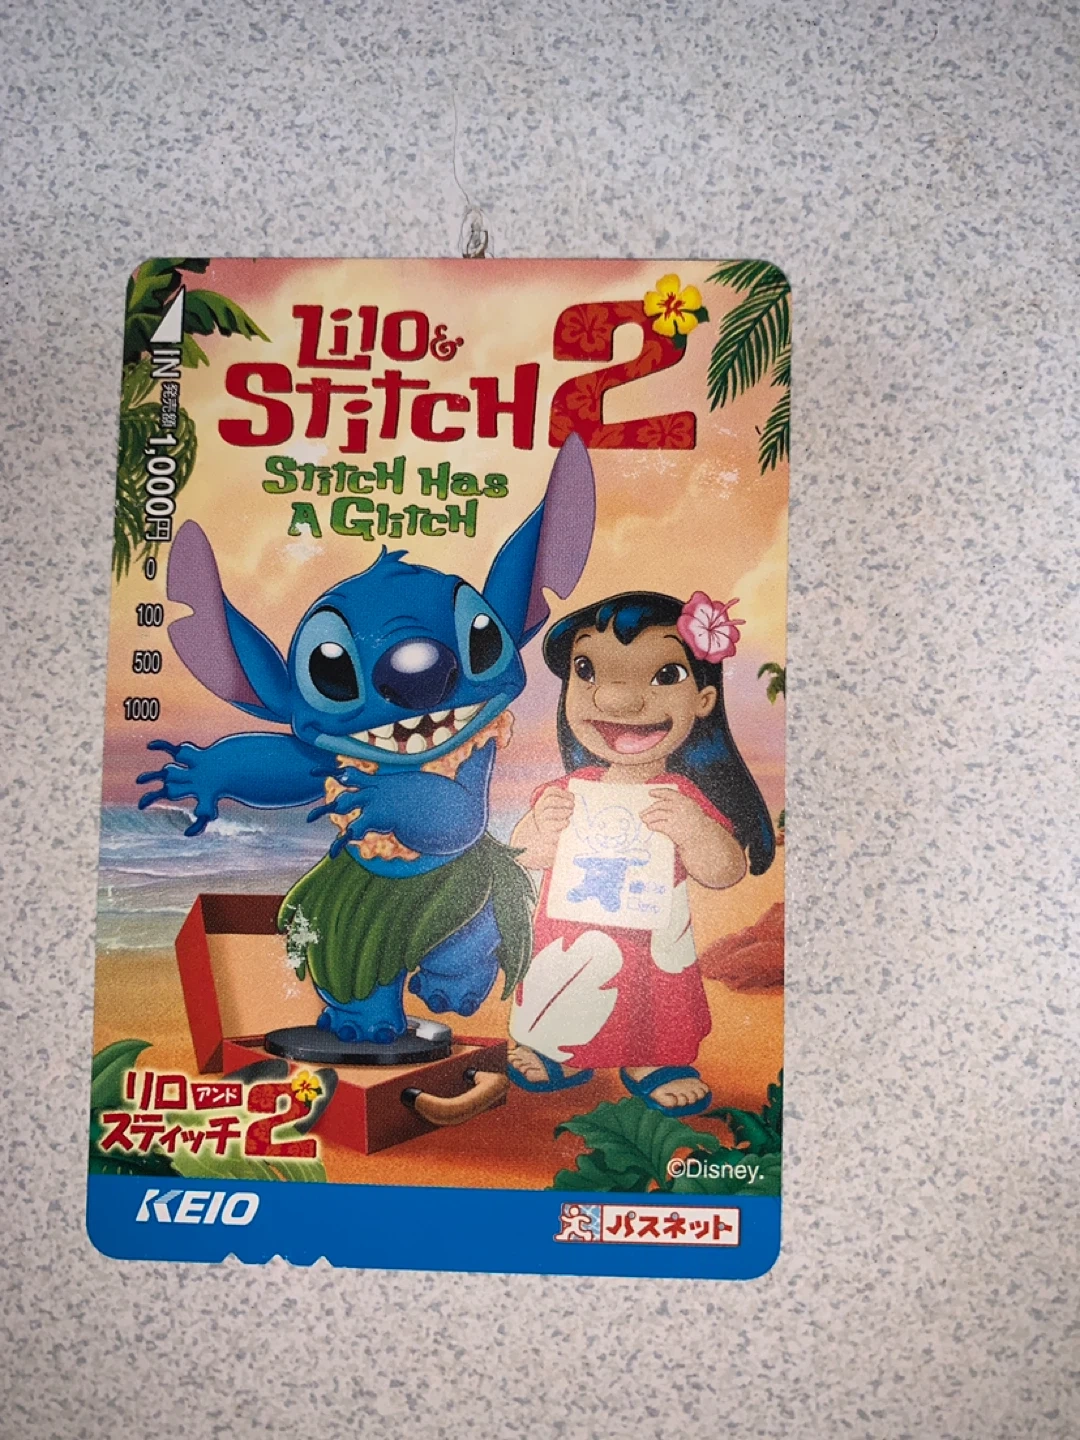 Lilo &
Stitch 2
Stitch Has
A Glitch
IN 発売額 1,000円
0
100
500
1000
リロ アンド
スティッチ 2
©Disney.
KEIO
パスネット